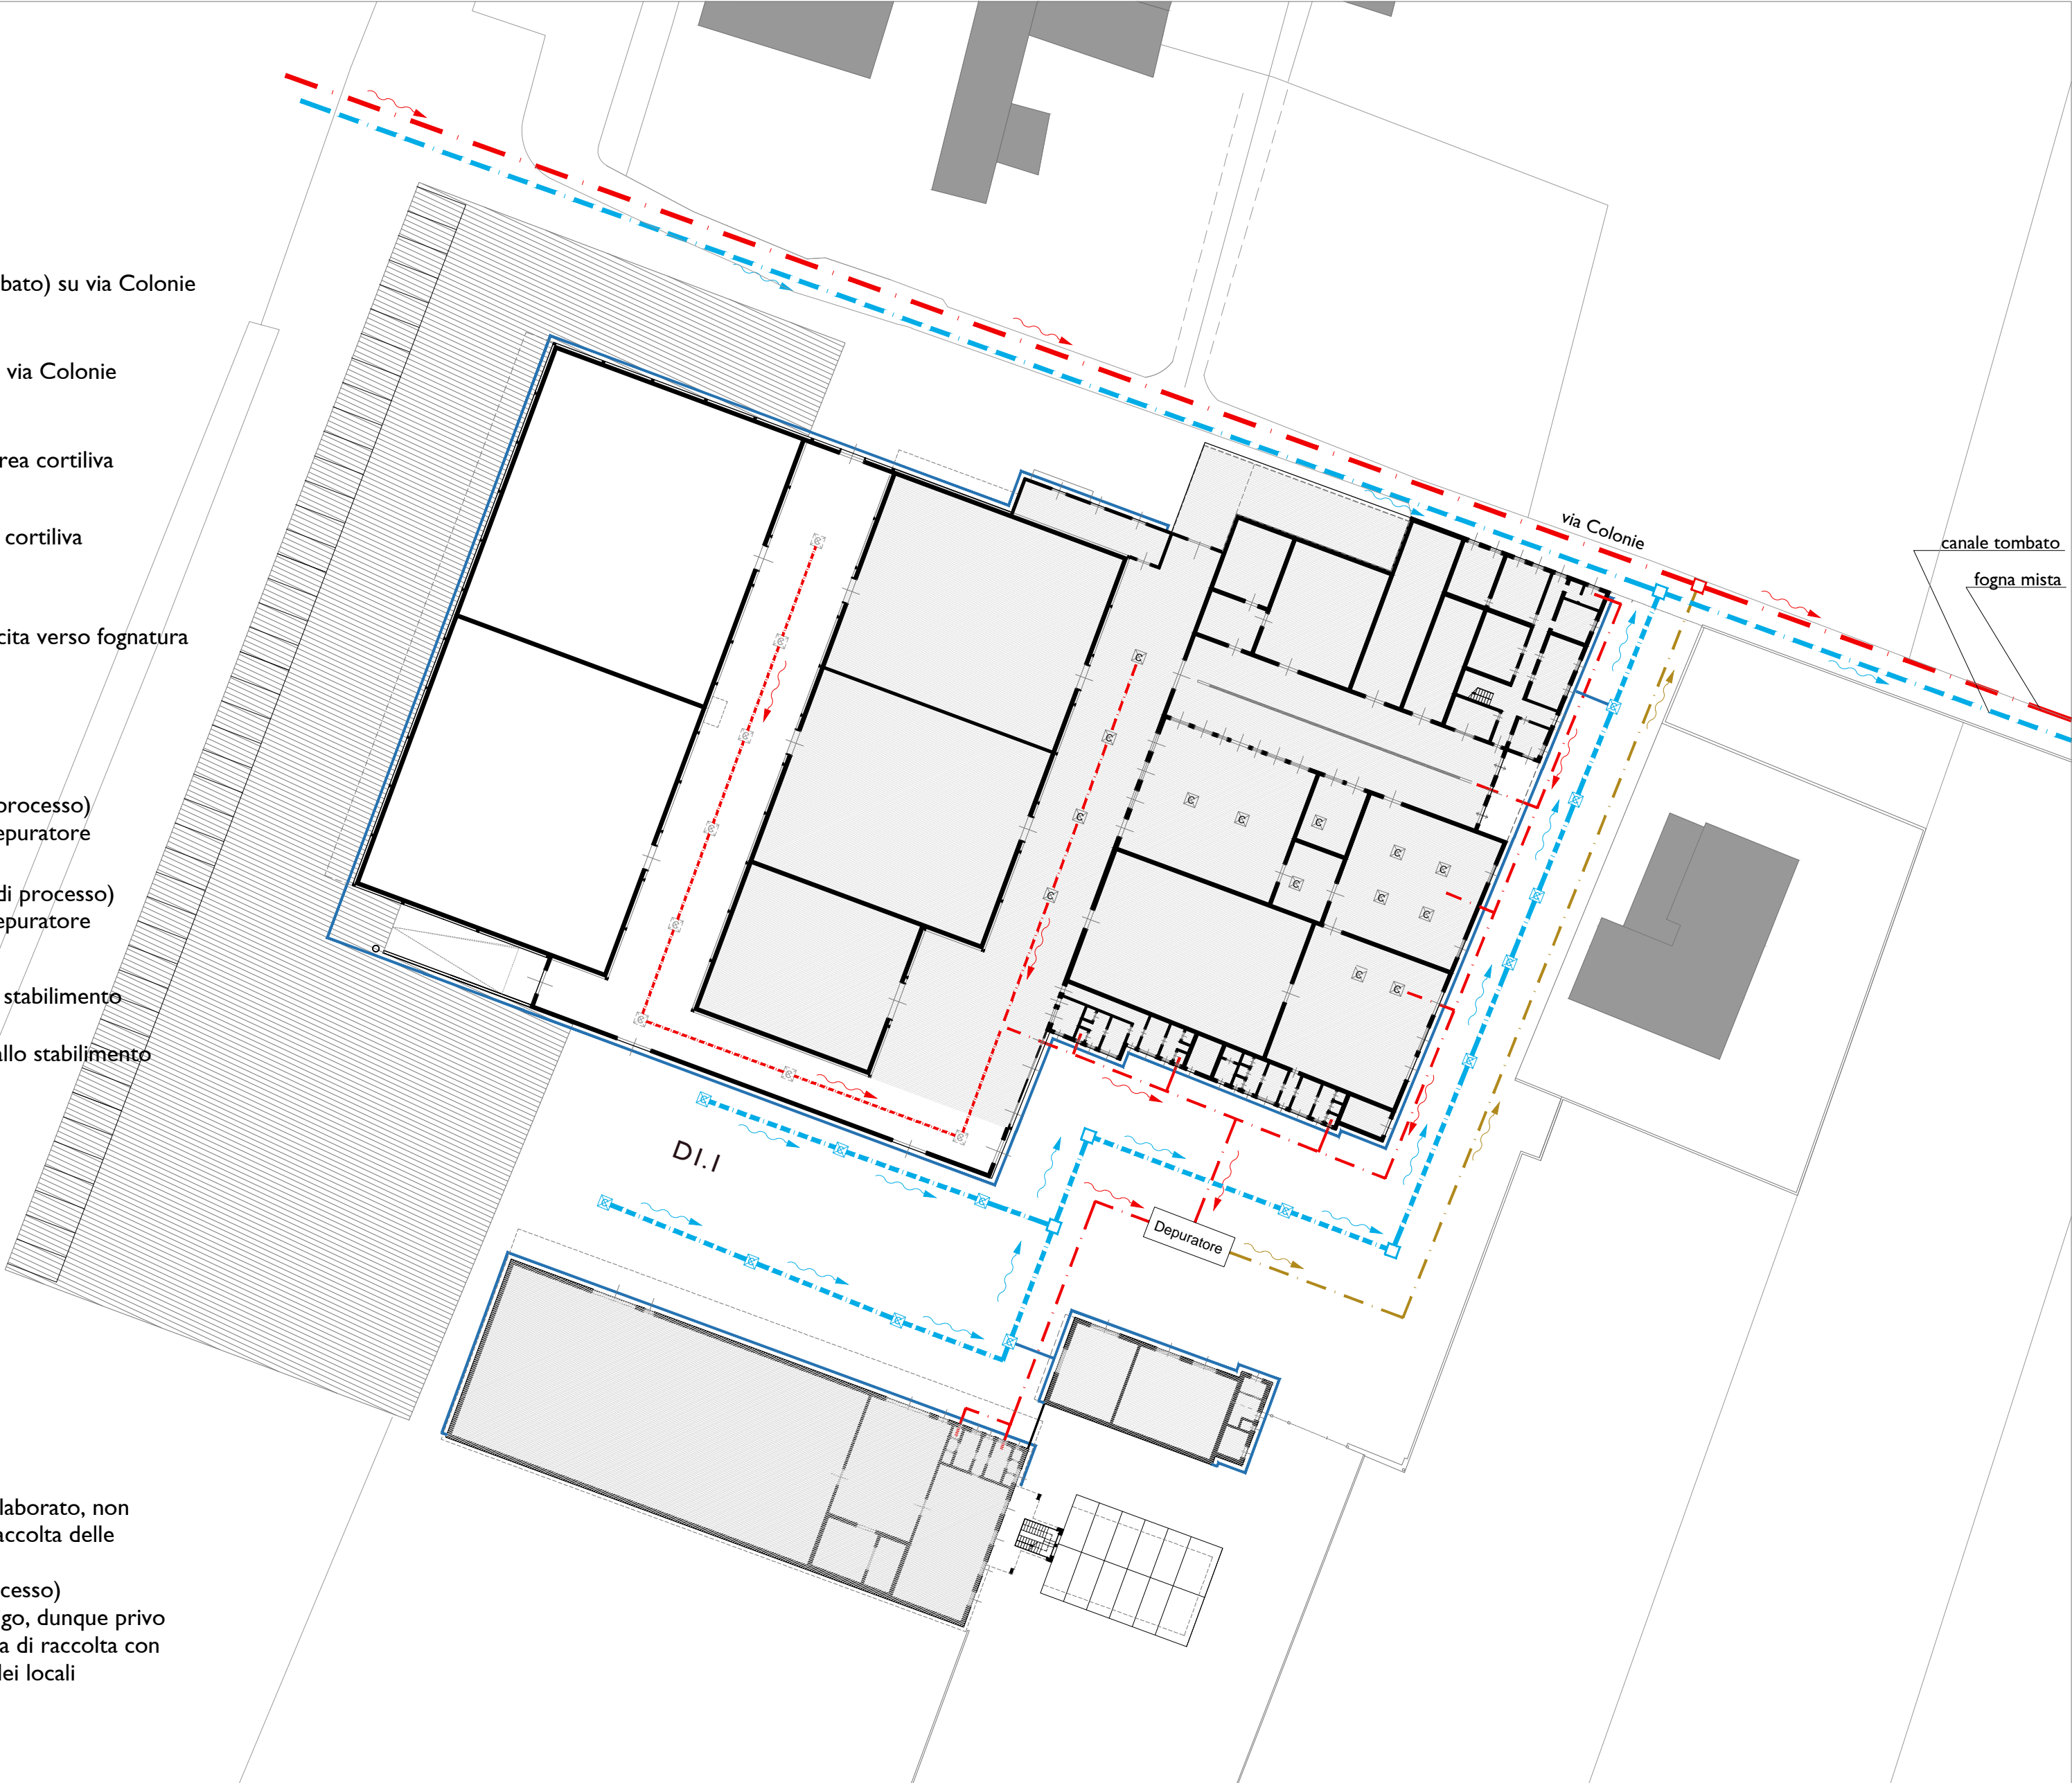 bato) su via Colonie
via Colonie
rea cortiliva
cortiliva
cita verso fognatura
processo)
epuratore
di processo)
epuratore
stabilimento
allo stabilimento
laborato, non
accolta delle
cesso)
go, dunque privo
a di raccolta con
lei locali
via Colonie
canale tombato
fogna mista
D1.1
Depuratore